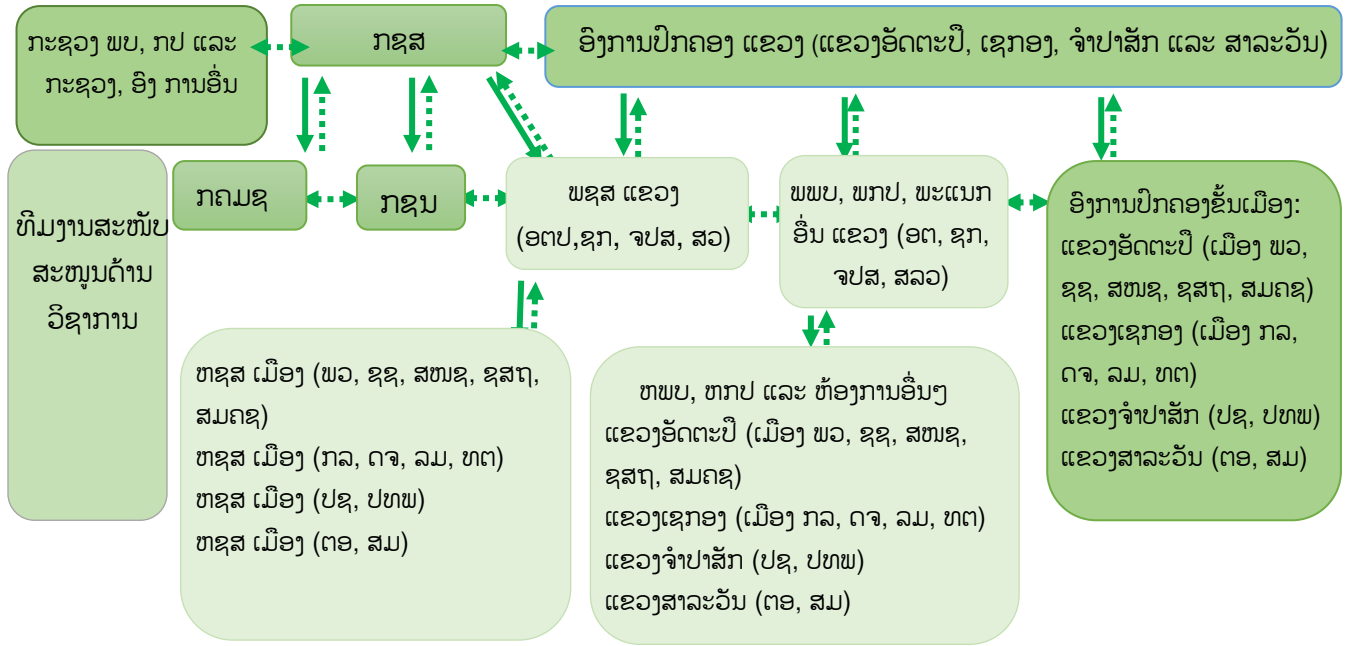 ກະຊວງ ພບ, ກປ ແລະ
ກະຊວງ, ອົງ ການອື່ນ
ກຊສ
ອົງການປົກຄອງ ແຂວງ (ແຂວງອັດຕະປື, ເຊກອງ, ຈຳປາສັກ ແລະ ສາລະວັນ)
ທີມງານສະໜັບ
ສະໜູນດ້ານ
ວິຊາການ
ກຄມຊ
ກຊນ
ພຊສ ແຂວງ
(ອຕປ,ຊກ, ຈປສ, ສວ)
ພພບ, ພກປ, ພະແນກ
ອື່ນ ແຂວງ (ອຕ, ຊກ,
ຈປສ, ສລວ)
ອົງການປົກຄອງຂັ້ນເມືອງ:
ແຂວງອັດຕະປື (ເມືອງ ພວ,
ຊຊ, ສໜຊ, ຊສຖ, ສມຄຊ)
ແຂວງເຊກອງ (ເມືອງ ກລ,
ດຈ, ລມ, ທຕ)
ແຂວງຈຳປາສັກ (ປຊ, ປທພ)
ແຂວງສາລະວັນ (ຕອ, ສມ)
ຫຊສ ເມືອງ (ພວ, ຊຊ, ສໜຊ, ຊສຖ,
ສມຄຊ)
ຫຊສ ເມືອງ (ກລ, ດຈ, ລມ, ທຕ)
ຫຊສ ເມືອງ (ປຊ, ປທພ)
ຫຊສ ເມືອງ (ຕອ, ສມ)
ຫພບ, ຫກປ ແລະ ຫ້ອງການອື່ນໆ
ແຂວງອັດຕະປື (ເມືອງ ພວ, ຊຊ, ສໜຊ,
ຊສຖ, ສມຄຊ)
ແຂວງເຊກອງ (ເມືອງ ກລ, ດຈ, ລມ, ທຕ)
ແຂວງຈຳປາສັກ (ປຊ, ປທພ)
ແຂວງສາລະວັນ (ຕອ, ສມ)